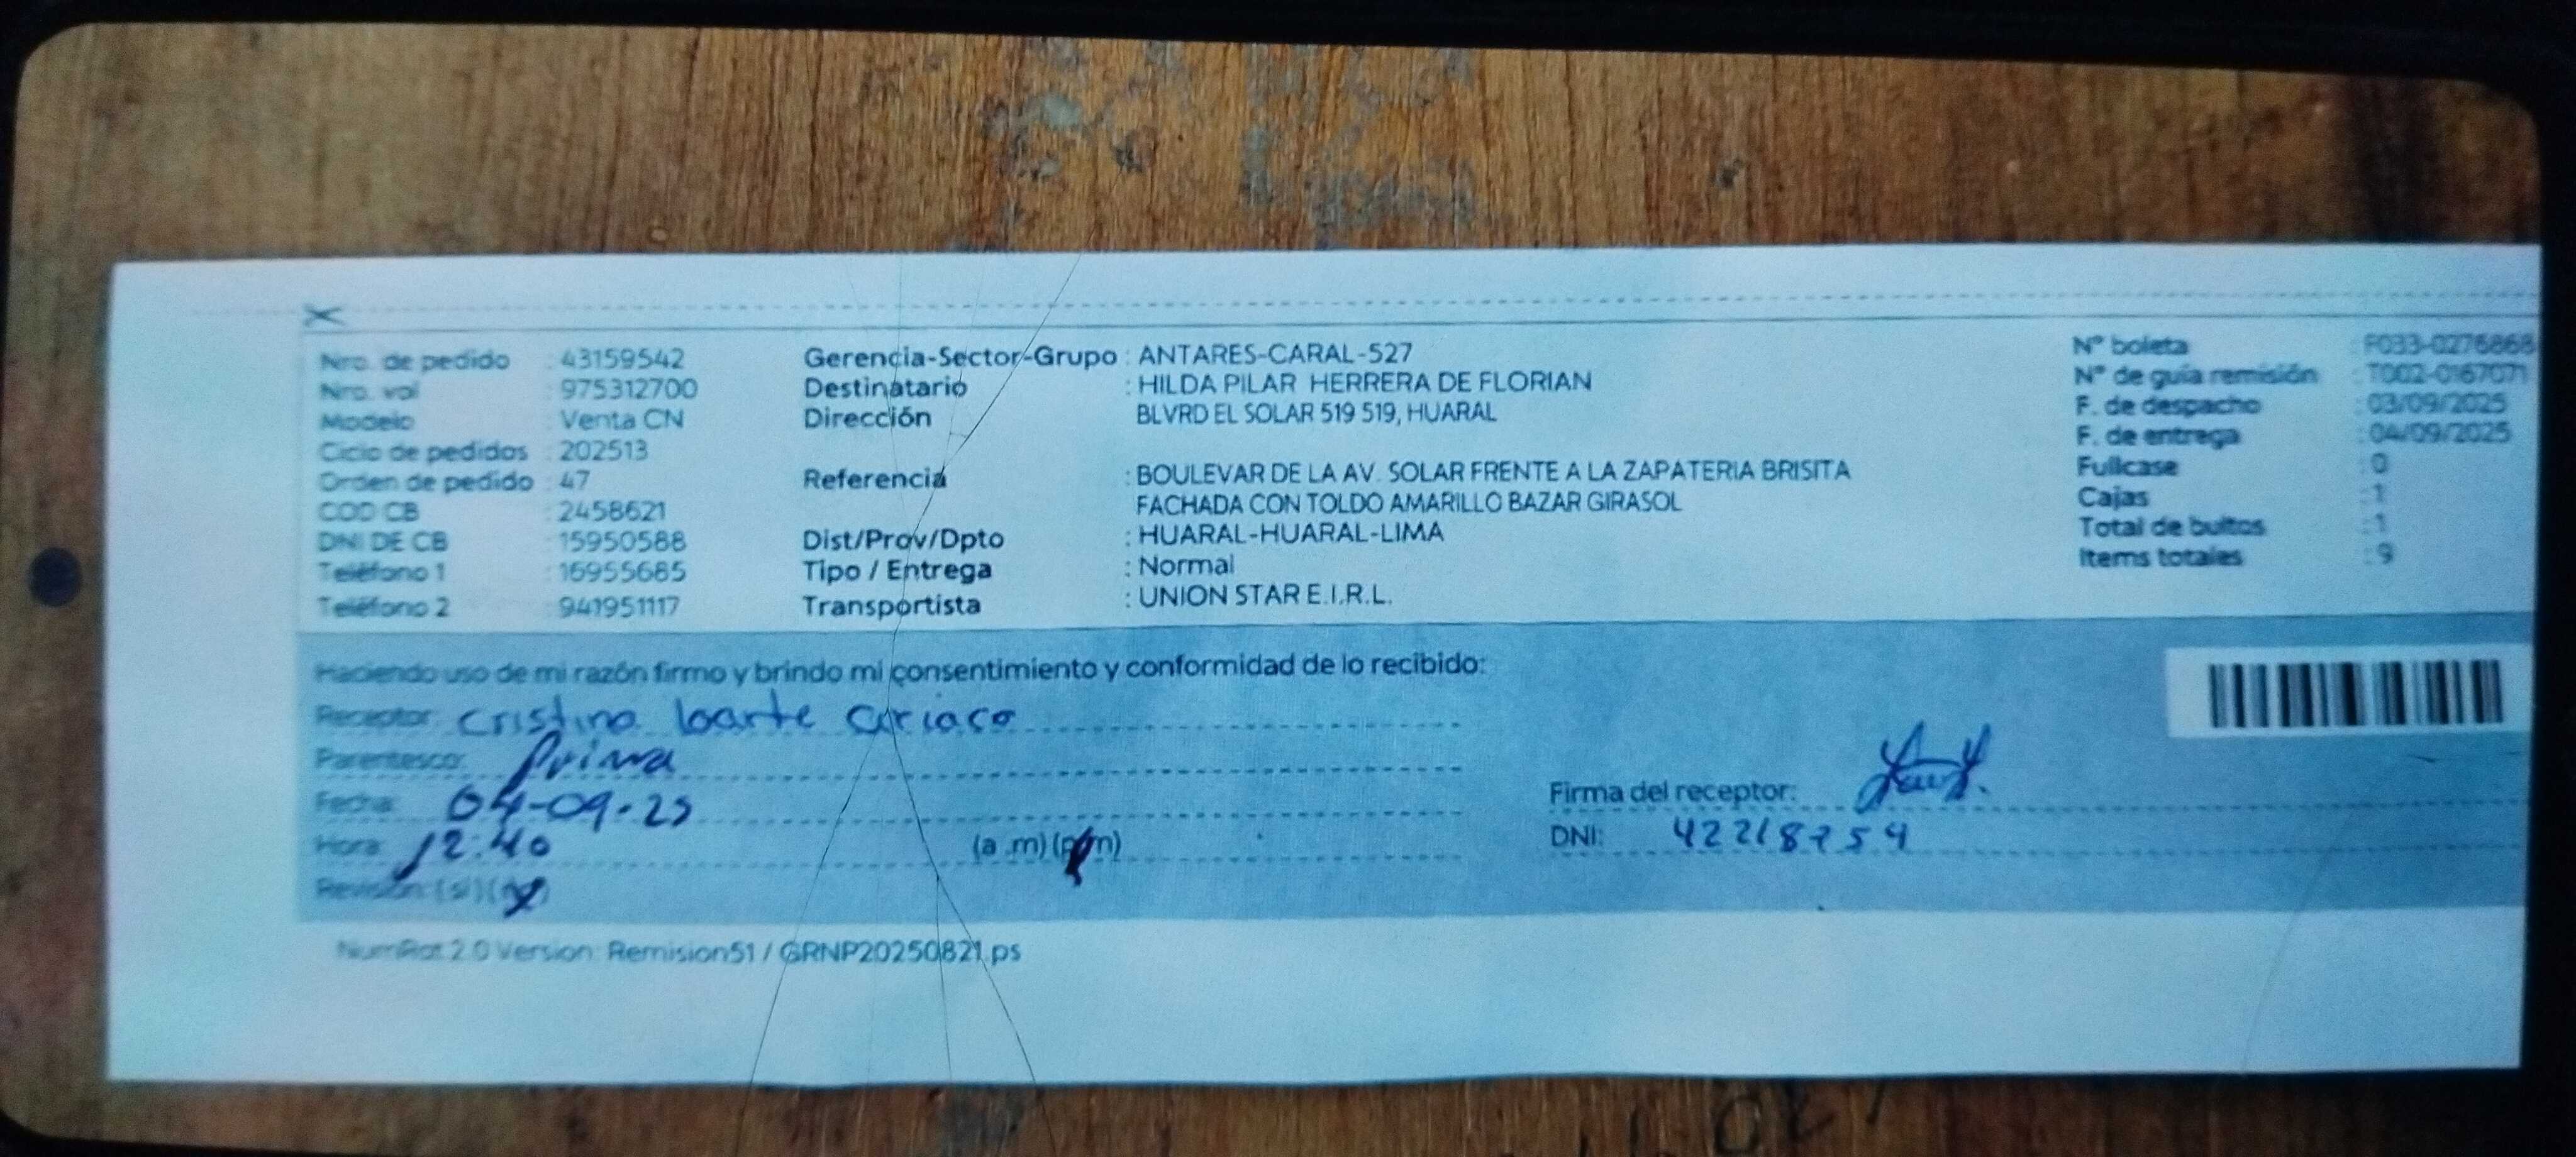 Nro. de pedido : 43159542 Gerencia-Sector-Grupo : ANTARES-CARAL-527 N° boleta : F033-0276868
Nro. vol : 975312700 Destinatario : HILDA PILAR HERRERA DE FLORIAN N° de guía remisión : T002-0167071
Modelo : Venta CN Dirección BLVRD EL SOLAR 519 519, HUARAL F. de despacho : 03/09/2025
Ciclo de pedidos : 202513 F. de entrega : 04/09/2025
Orden de pedido : 47 Referencia : BOULEVAR DE LA AV. SOLAR FRENTE A LA ZAPATERIA BRISITA Fullcase : 0
COD CB : 2458621 FACHADA CON TOLDO AMARILLO BAZAR GIRASOL Cajas : 1
DNI DE CB : 15950588 Dist/Prov/Dpto : HUARAL-HUARAL-LIMA Total de bultos : 1
Teléfono 1 : 16955685 Tipo / Entrega : Normal Items totales : 9
Teléfono 2 : 941951117 Transportista : UNION STAR E.I.R.L.
Haciendo uso de mi razón firmo y brindo mi consentimiento y conformidad de lo recibido:
Receptor: Cristina
Parentesco: Prima
Fecha: 04-09-25
Hora: 12:40 (a .m) (p.m)
Revisión: (si) (no)
Firma del receptor:
DNI: 42218754
NumRot 2.0 Version: Remision51 / GRNP20250821.ps